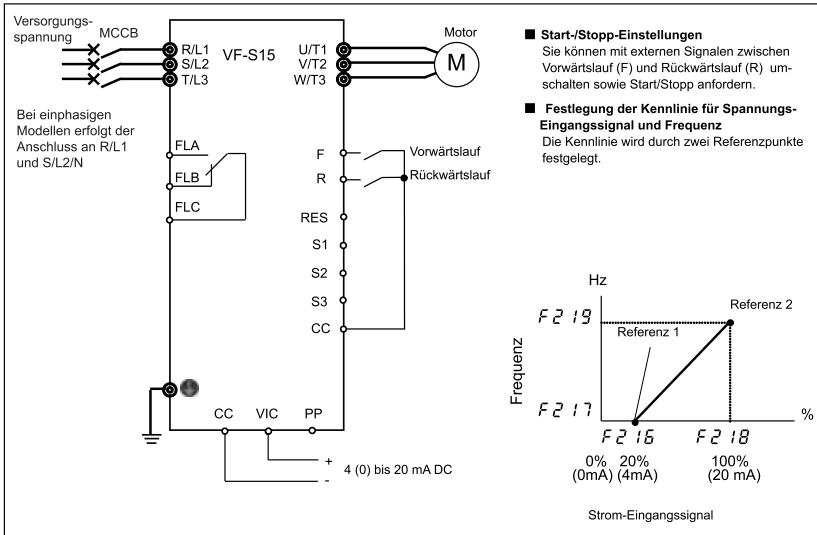 Versorgungs-
spannung
MCCB
R/L1
S/L2
T/L3
VF-S15
U/T1
V/T2
W/T3
Motor
M
Bei einphasigen
Modellen erfolgt der
Anschluss an R/L1
und S/L2/N
FLA
FLB
FLC
F
Vorwärtslauf
R
Rückwärtslauf
RES
S1
S2
S3
CC
CC
VIC
PP
+
-
4 (0) bis 20 mA DC
■ Start-/Stopp-Einstellungen
Sie können mit externen Signalen zwischen
Vorwärtslauf (F) und Rückwärtslauf (R) um-
schalten sowie Start/Stopp anfordern.
■ Festlegung der Kennlinie für Spannungs-
Eingangssignal und Frequenz
Die Kennlinie wird durch zwei Referenzpunkte
festgelegt.
Hz
F219
Referenz 1
Referenz 2
Frequenz
F217
%
F216 F218
0% 20% 100%
(0mA) (4mA) (20 mA)
Strom-Eingangssignal